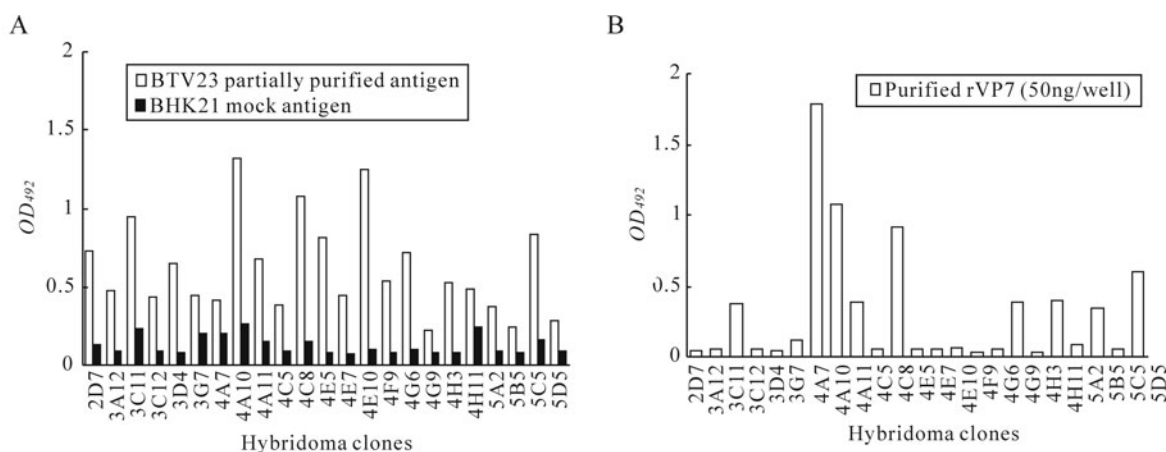 A
2
BTV23 partially purified antigen
BHK21 mock antigen
1.5
OD492
1
0.5
0
2D7
3A12
3C11
3C12
3D4
3G7
4A7
4A10
4A11
4C5
4C8
4E5
4E7
4E10
4F9
4G6
4G9
4H3
4H11
5A2
5B5
5C5
5D5
Hybridoma clones
B
2
Purified rVP7 (50ng/well)
1.5
OD492
1
0.5
0
2D7
3A12
3C11
3C12
3D4
3G7
4A7
4A10
4A11
4C5
4C8
4E5
4E7
4E10
4F9
4G6
4G9
4H3
4H11
5A2
5B5
5C5
5D5
Hybridoma clones